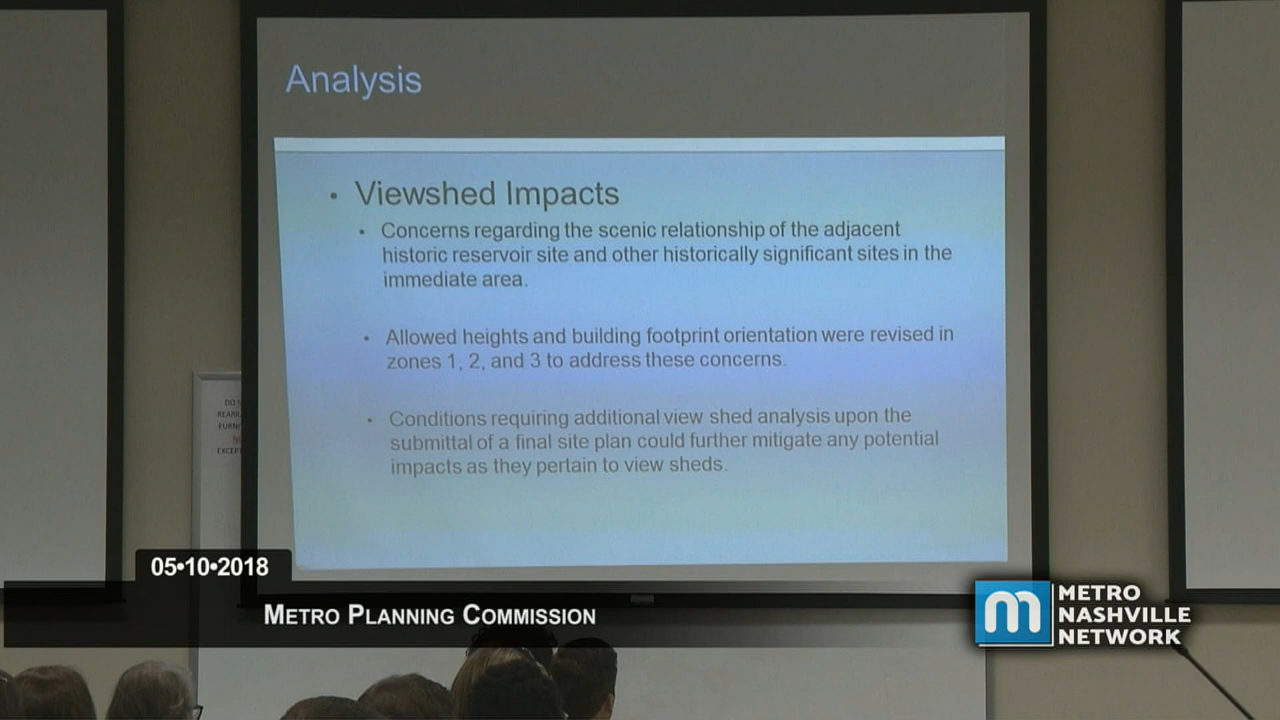 Analysis
• Viewshed Impacts
• Concerns regarding the scenic relationship of the adjacent
historic reservoir site and other historically significant sites in the
immediate area.
• Allowed heights and building footprint orientation were revised in
zones 1, 2, and 3 to address these concerns.
• Conditions requiring additional view shed analysis upon the
submittal of a final site plan could further mitigate any potential
impacts as they pertain to view sheds.
05•10•2018
METRO PLANNING COMMISSION
METRO
NASHVILLE
NETWORK